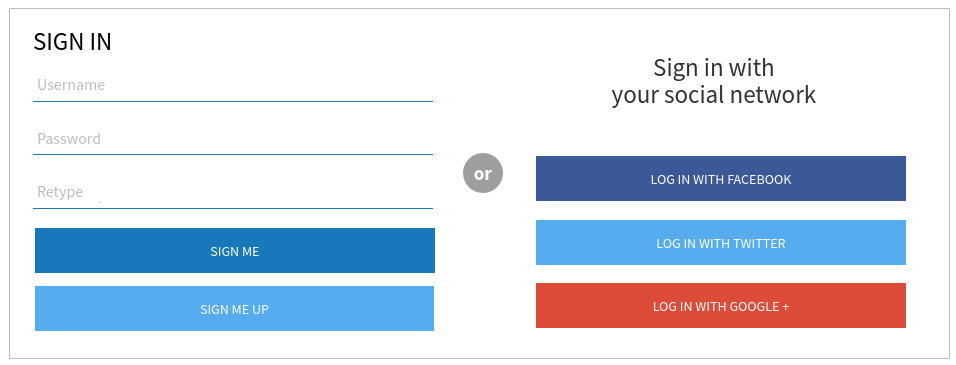 SIGN IN
Username
Password
Retype
SIGN ME
SIGN ME UP
or
Sign in with
your social network
LOG IN WITH FACEBOOK
LOG IN WITH TWITTER
LOG IN WITH GOOGLE +